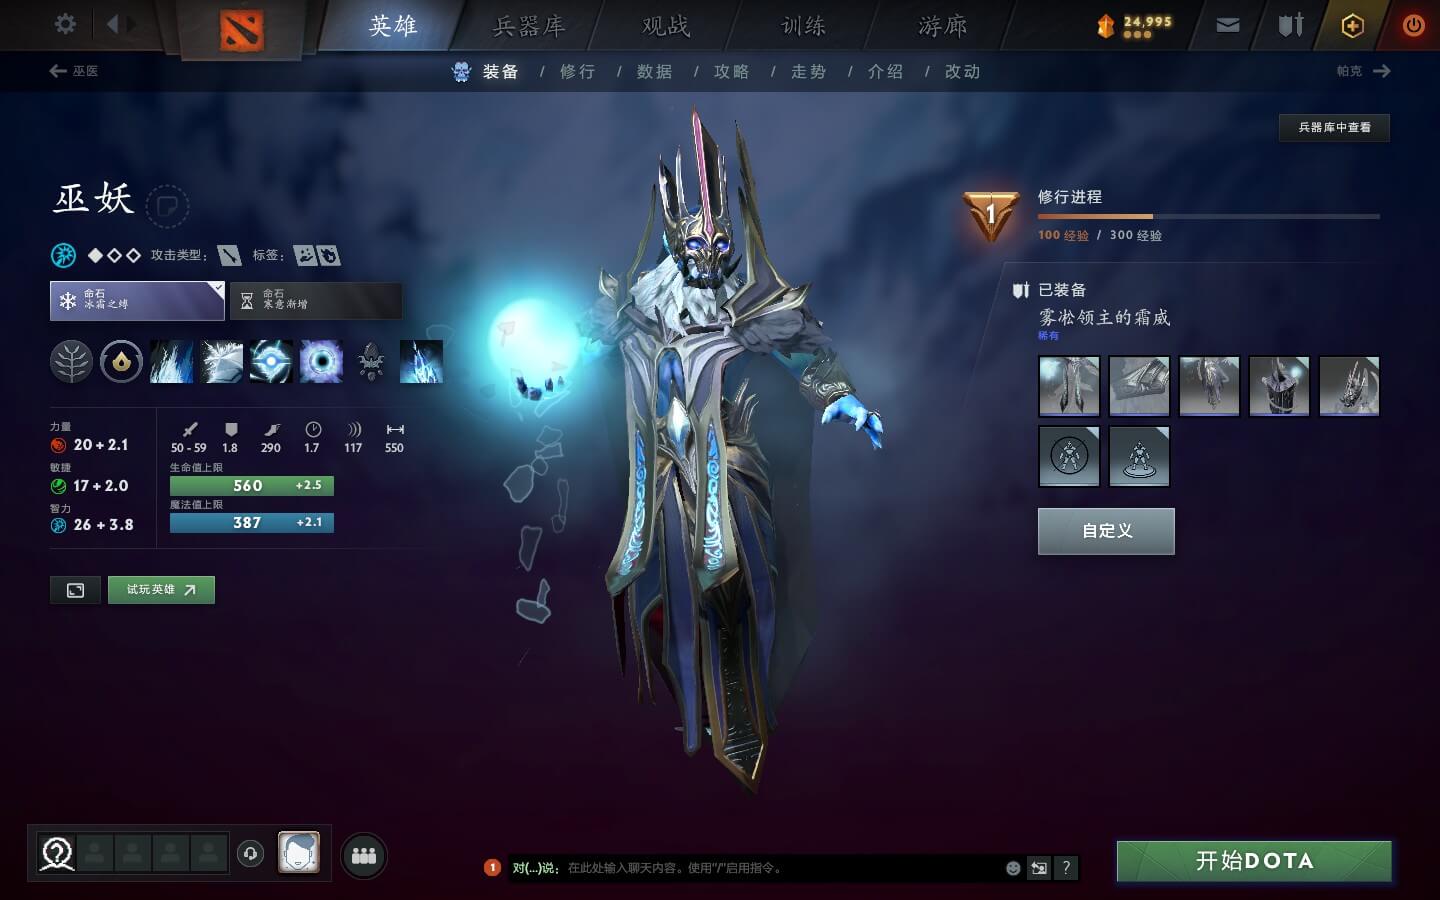 英雄
兵器库
观战
训练
游廊
24,995
巫医
装备 / 修行 / 数据 / 攻略 / 走势 / 介绍 / 改动
帕克
兵器库中查看
巫妖
攻击类型：
标签：
命石
冰霜之缚
命石
寒意渐增
力量
20 + 2.1
敏捷
17 + 2.0
智力
26 + 3.8
50 - 59 1.8 290 1.7 117 550
生命值上限
560 +2.5
魔法值上限
387 +2.1
试玩英雄
1
修行进程
100 经验 / 300 经验
已装备
雾凇领主的霜威
稀有
自定义
1
对(...)说： 在此处输入聊天内容。使用“/”启用指令。
?
开始DOTA